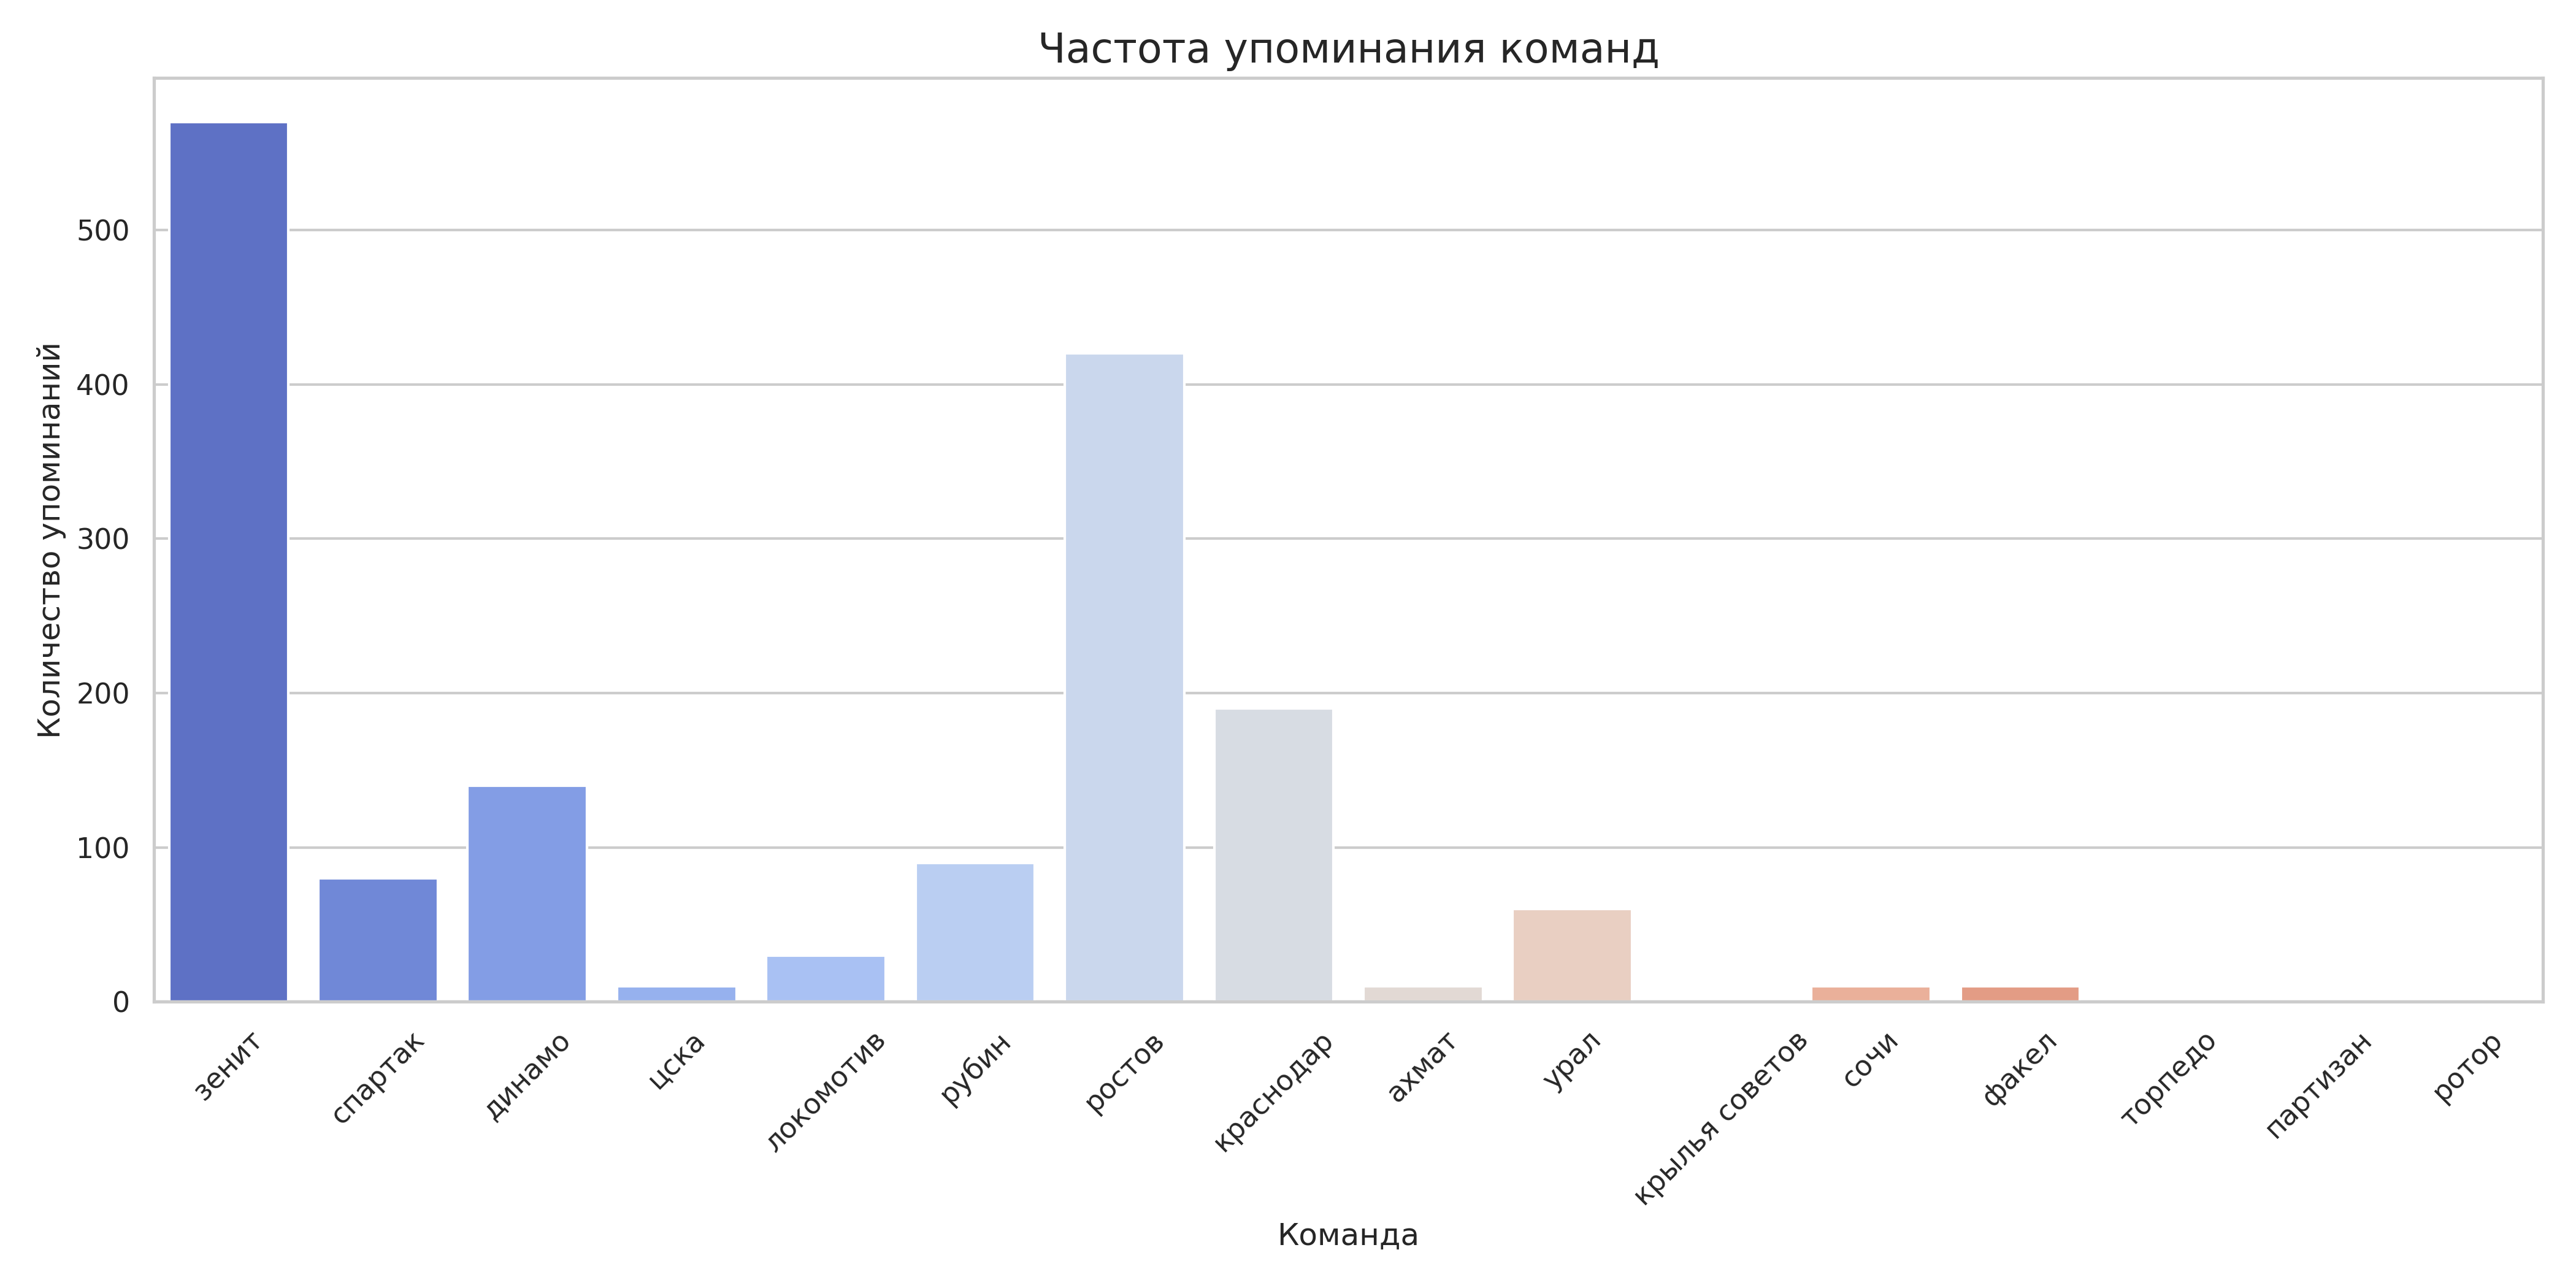 Частота упоминания команд
Количество упоминаний
500
400
300
200
100
0
зенит
спартак
динамо
цска
локомотив
рубин
ростов
краснодар
ахмат
урал
крылья советов
сочи
факел
торпедо
партизан
ротор
Команда